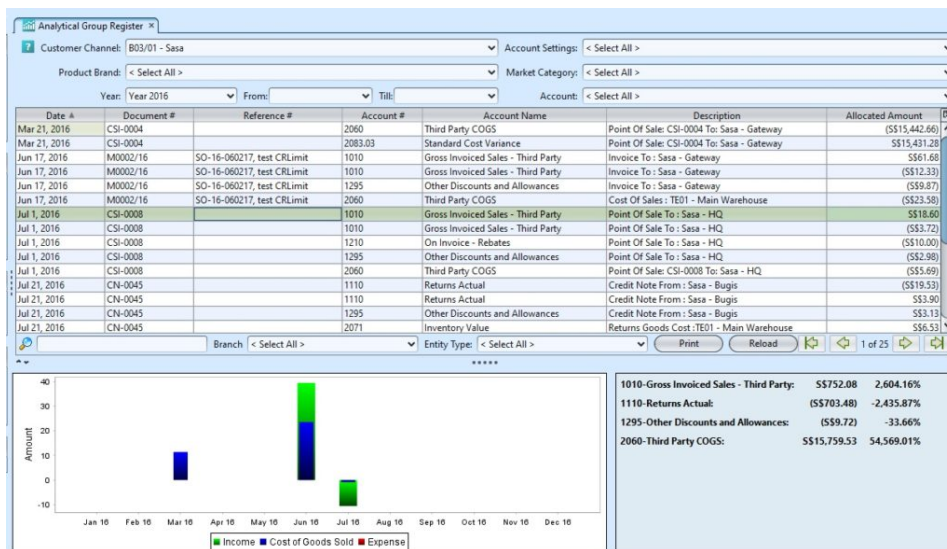 Analytical Group Register ×
? Customer Channel: B03/01 - Sasa Account Settings: < Select All >
Product Brand: < Select All > Market Category: < Select All >
Year: Year 2016 From: Till: Account: < Select All >
Date Document # Reference # Account # Account Name Description Allocated Amount
Mar 21, 2016 CSI-0004 2060 Third Party COGS Point Of Sale: CSI-0004 To: Sasa - Gateway (S$15,442.66)
Mar 21, 2016 CSI-0004 2083.03 Standard Cost Variance Point Of Sale: CSI-0004 To: Sasa - Gateway S$15,431.28
Jun 17, 2016 M0002/16 SO-16-060217, test CRLimit 1010 Gross Invoiced Sales - Third Party Invoice To : Sasa - Gateway S$61.68
Jun 17, 2016 M0002/16 SO-16-060217, test CRLimit 1010 Gross Invoiced Sales - Third Party Invoice To : Sasa - Gateway (S$12.33)
Jun 17, 2016 M0002/16 SO-16-060217, test CRLimit 1295 Other Discounts and Allowances Invoice To : Sasa - Gateway (S$9.87)
Jun 17, 2016 M0002/16 SO-16-060217, test CRLimit 2060 Third Party COGS Cost Of Sales : TE01 - Main Warehouse (S$23.58)
Jul 1, 2016 CSI-0008 1010 Gross Invoiced Sales - Third Party Point Of Sale To : Sasa - HQ S$18.60
Jul 1, 2016 CSI-0008 1010 Gross Invoiced Sales - Third Party Point Of Sale To : Sasa - HQ (S$3.72)
Jul 1, 2016 CSI-0008 1210 On Invoice - Rebates Point Of Sale To : Sasa - HQ (S$10.00)
Jul 1, 2016 CSI-0008 1295 Other Discounts and Allowances Point Of Sale To : Sasa - HQ (S$2.98)
Jul 1, 2016 CSI-0008 2060 Third Party COGS Point Of Sale: CSI-0008 To: Sasa - HQ (S$5.69)
Jul 21, 2016 CN-0045 1110 Returns Actual Credit Note From : Sasa - Bugis (S$19.53)
Jul 21, 2016 CN-0045 1110 Returns Actual Credit Note From : Sasa - Bugis S$3.90
Jul 21, 2016 CN-0045 1295 Other Discounts and Allowances Credit Note From : Sasa - Bugis S$3.13
Jul 21, 2016 CN-0045 2071 Inventory Value Returns Goods Cost :TE01 - Main Warehouse S$6.53
Branch < Select All > Entity Type: < Select All > Print Reload 1 of 25
40
30
20
10
0
-10
Amount
Jan 16 Feb 16 Mar 16 Apr 16 May 16 Jun 16 Jul 16 Aug 16 Sep 16 Oct 16 Nov 16 Dec 16
Income Cost of Goods Sold Expense
1010-Gross Invoiced Sales - Third Party: S$752.08 2,604.16%
1110-Returns Actual: (S$703.48) -2,435.87%
1295-Other Discounts and Allowances: (S$9.72) -33.66%
2060-Third Party COGS: S$15,759.53 54,569.01%